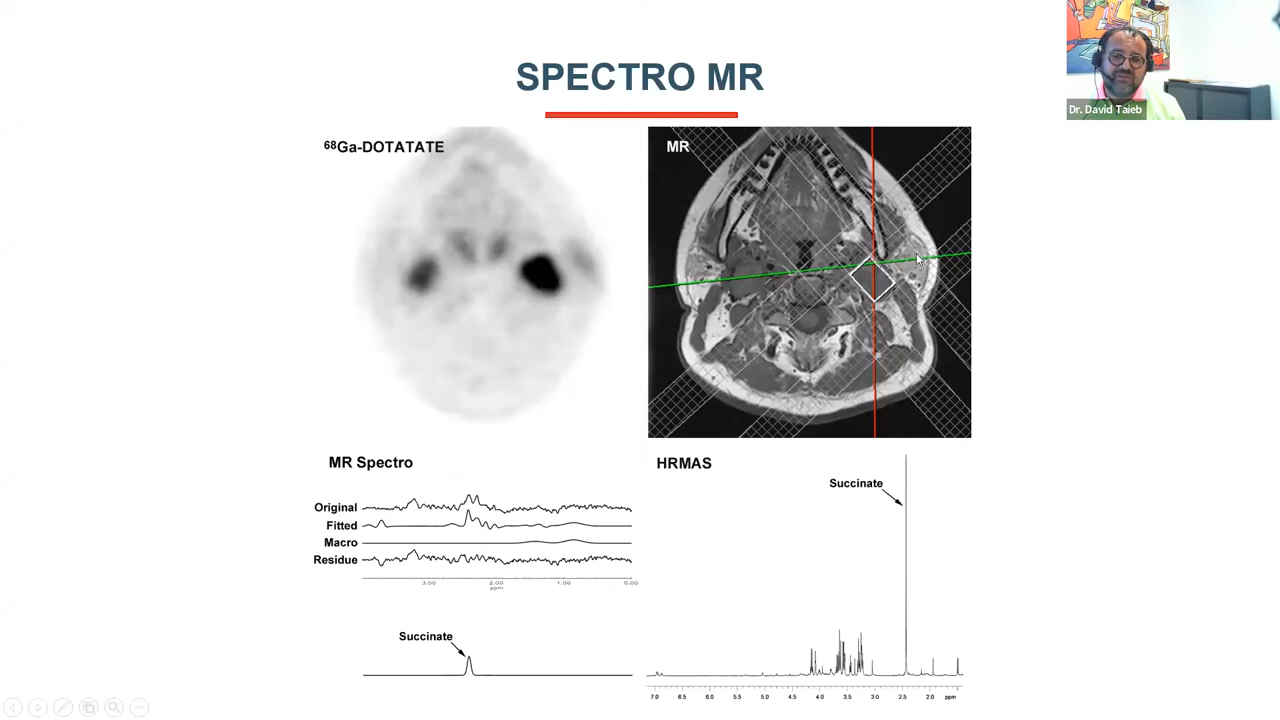 SPECTRO MR
Dr. David Taieb
⁶⁸Ga-DOTATATE
MR
MR Spectro
Original
Fitted
Macro
Residue
3.00 2.00 1.00 0.00
ppm
Succinate
HRMAS
Succinate
7.0 6.5 6.0 5.5 5.0 4.5 4.0 3.5 3.0 2.5 2.0 ppm